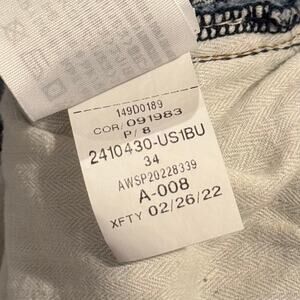 149D0189
COR/091983
P/ 8
2410430-US1BU
34
AWSP20228339
A-008
XFTY 02/26/22